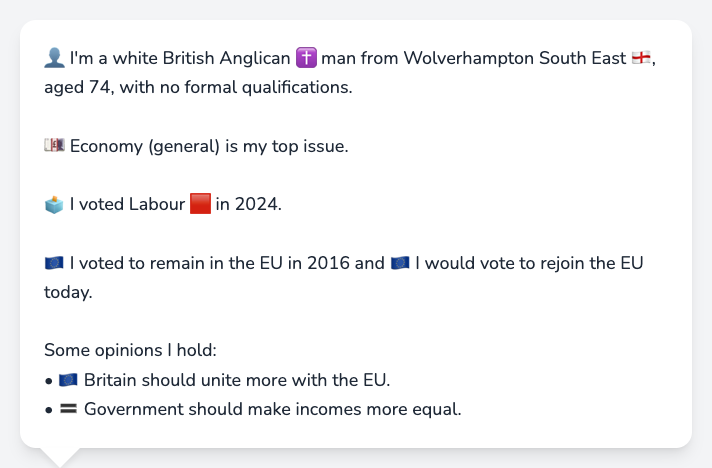 👤 I'm a white British Anglican ✝️ man from Wolverhampton South East 🏴󠁧󠁢󠁥󠁮󠁧󠁿,
aged 74, with no formal qualifications.
💷 Economy (general) is my top issue.
🗳️ I voted Labour 🟥 in 2024.
🇪🇺 I voted to remain in the EU in 2016 and 🇪🇺 I would vote to rejoin the EU
today.
Some opinions I hold:
• 🇪🇺 Britain should unite more with the EU.
• 🟰 Government should make incomes more equal.